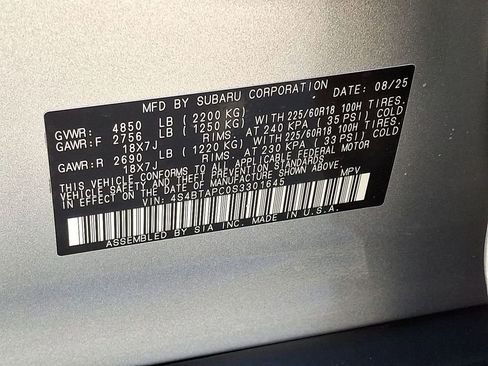 MFD BY SUBARU CORPORATION DATE: 08/25
GVWR: 4850 LB (2200 KG)
GAWR:F 2756 LB (1250 KG) WITH 225/60R18 100H TIRES.
18X7J RIMS. AT 240 KPA (35 PSI) COLD
GAWR:R 2690 LB (1220 KG) WITH 225/60R18 100H TIRES.
18X7J RIMS. AT 230 KPA (33 PSI) COLD
THIS VEHICLE CONFORMS TO ALL APPLICABLE FEDERAL MOTOR
VEHICLE SAFETY AND THEFT PREVENTION STANDARDS
IN EFFECT ON THE DATE OF MANUFACTURE SHOWN ABOVE.
VIN: 4S4BTAPC0S3301645 MPV
ASSEMBLED BY SIA INC. MADE IN U.S.A.